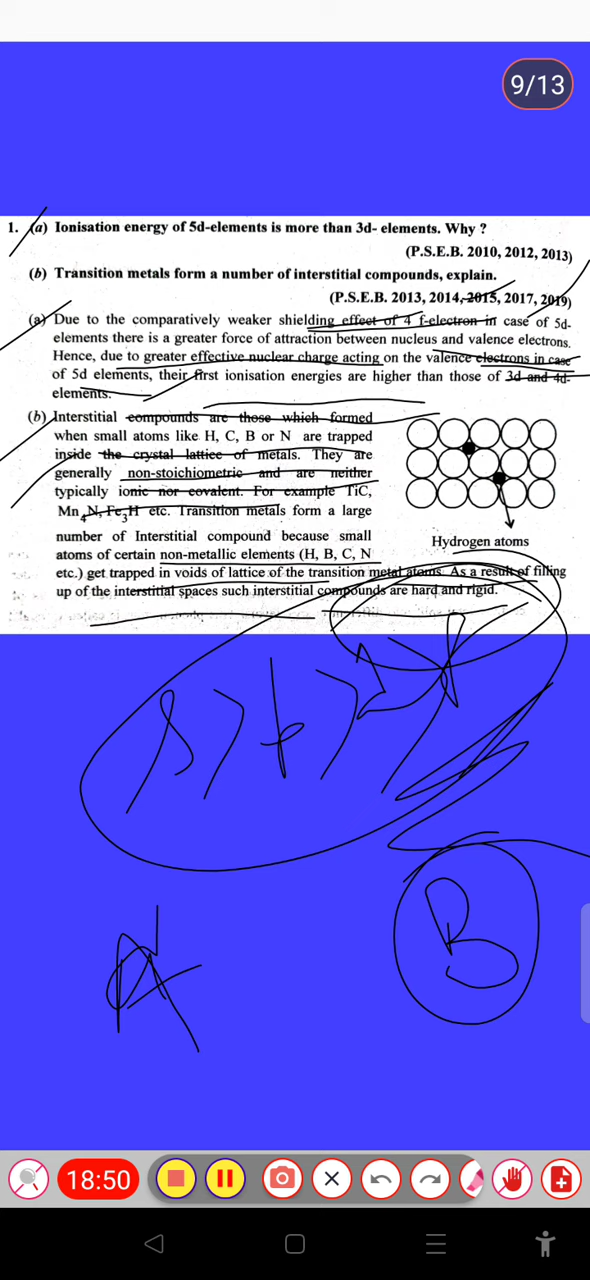 9/13
1. (a) Ionisation energy of 5d-elements is more than 3d- elements. Why ?
(P.S.E.B. 2010, 2012, 2013)
(b) Transition metals form a number of interstitial compounds, explain.
(P.S.E.B. 2013, 2014, 2015, 2017, 2019)
(a) Due to the comparatively weaker shielding effect of 4 f-electron in case of 5d-
elements there is a greater force of attraction between nucleus and valence electrons.
Hence, due to greater effective nuclear charge acting on the valence electrons in case
of 5d elements, their first ionisation energies are higher than those of 3d and 4d-
elements.
(b) Interstitial compounds are those which formed
when small atoms like H, C, B or N are trapped
inside the crystal lattice of metals. They are
generally non-stoichiometric and are neither
typically ionic nor covalent. For example TiC,
Mn4N, Fe3H etc. Transition metals form a large
number of Interstitial compound because small
atoms of certain non-metallic elements (H, B, C, N
Hydrogen atoms
etc.) get trapped in voids of lattice of the transition metal atoms. As a result of filling
up of the interstitial spaces such interstitial compounds are hard and rigid.
s > p > d > f
A
B
18:50